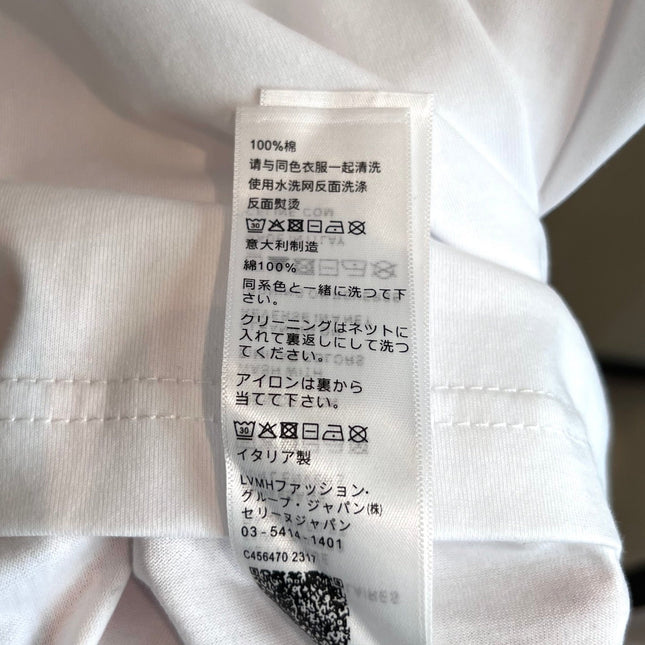 100%棉
请与同色衣服一起清洗
使用水洗网反面洗涤
反面熨烫
30
意大利制造
綿100%
同系色と一緒に洗つて下
さい。
クリーニングはネットに
入れて裏返しにして洗つ
てください。
アイロンは裏から
当てて下さい。
30
イタリア製
LVMHファッション·
グループ・ジャパン㈱
セリーヌジャパン
03-5414-1401
C456470 2317